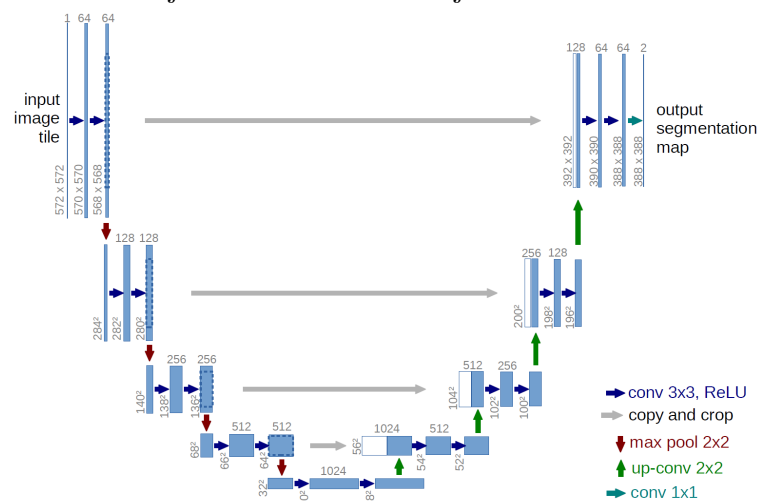 1 64 64
128 64 64 2
input
image
tile
output
segmentation
map
572 x 572
570 x 570
568 x 568
392 x 392
390 x 390
388 x 388
388 x 388
128 128
256 128
284²
282²
280²
200²
198²
196²
256 256
512 256
140²
138²
136²
104²
102²
100²
512 512
1024 512
68²
66²
64²
56²
54²
52²
1024
32²
0²
8²
conv 3x3, ReLU
copy and crop
max pool 2x2
up-conv 2x2
conv 1x1